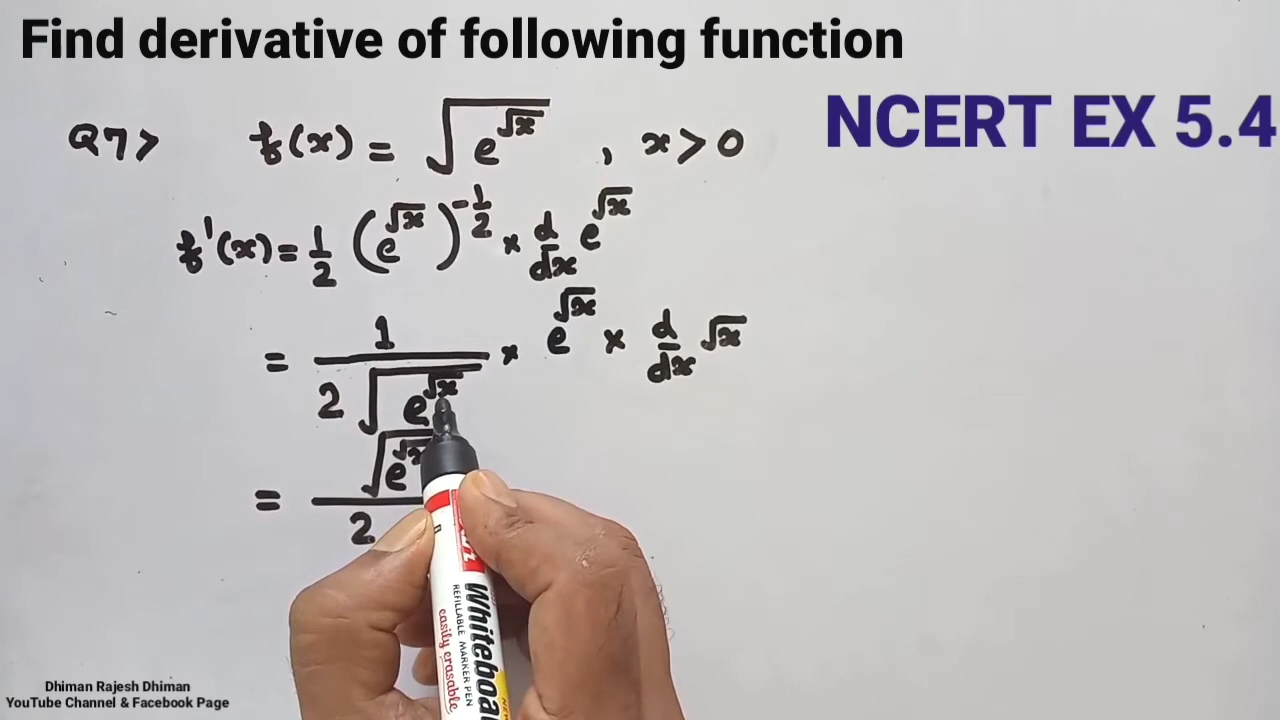 Find derivative of following function
NCERT EX 5.4
Q7> f(x) = √(e^√x) , x > 0
f'(x) = 1/2 (e^√x)^(-1/2) × d/dx e^√x
= 1/(2√(e^√x)) × e^√x × d/dx √x
= √(e^√x)/2
Whiteboa
REFILLABLE MARKER PEN
easily erasable
Dhiman Rajesh Dhiman
YouTube Channel & Facebook Page